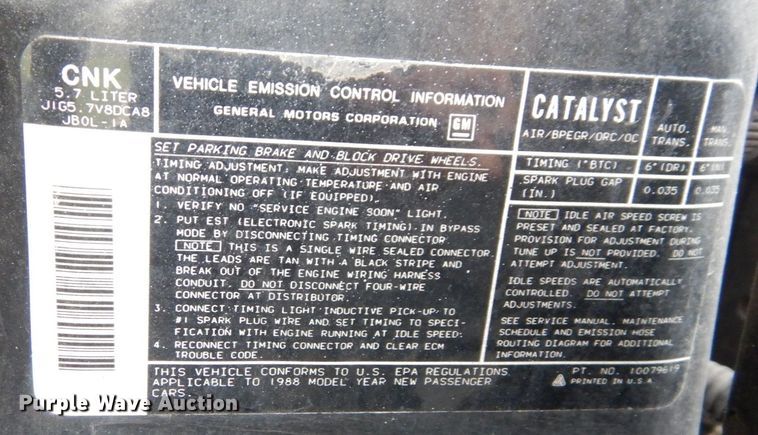 CNK
5.7 LITER
J1G5.7V8DCA8
JB0L-1A
VEHICLE EMISSION CONTROL INFORMATION
GENERAL MOTORS CORPORATION GM
CATALYST
AIR/BPEGR/ORC/OC
AUTO. TRANS.
MAN. TRANS.
TIMING (°BTC) 6°(DR) 6°(N)
SPARK PLUG GAP (IN.) 0.035 0.035
SET PARKING BRAKE AND BLOCK DRIVE WHEELS.
TIMING ADJUSTMENT: MAKE ADJUSTMENT WITH ENGINE
AT NORMAL OPERATING TEMPERATURE AND AIR
CONDITIONING OFF (IF EQUIPPED).
1. VERIFY NO "SERVICE ENGINE SOON" LIGHT.
2. PUT EST (ELECTRONIC SPARK TIMING) IN BYPASS
MODE BY DISCONNECTING TIMING CONNECTOR
NOTE THIS IS A SINGLE WIRE SEALED CONNECTOR.
THE LEADS ARE TAN WITH A BLACK STRIPE AND
BREAK OUT OF THE ENGINE WIRING HARNESS
CONDUIT. DO NOT DISCONNECT FOUR-WIRE
CONNECTOR AT DISTRIBUTOR.
3. CONNECT TIMING LIGHT INDUCTIVE PICK-UP TO
#1 SPARK PLUG WIRE AND SET TIMING TO SPECI-
FICATION WITH ENGINE RUNNING AT IDLE SPEED.
4. RECONNECT TIMING CONNECTOR AND CLEAR ECM
TROUBLE CODE.
NOTE IDLE AIR SPEED SCREW IS
PRESET AND SEALED AT FACTORY.
PROVISION FOR ADJUSTMENT DURING
TUNE UP IS NOT PROVIDED. DO NOT
ATTEMPT ADJUSTMENT.
IDLE SPEEDS ARE AUTOMATICALLY
CONTROLLED. DO NOT ATTEMPT
ADJUSTMENTS.
SEE SERVICE MANUAL, MAINTENANCE
SCHEDULE AND EMISSION HOSE
ROUTING DIAGRAM FOR ADDITIONAL
INFORMATION.
THIS VEHICLE CONFORMS TO U.S. EPA REGULATIONS
APPLICABLE TO 1988 MODEL YEAR NEW PASSENGER
CARS.
PT. NO. 10079619
PRINTED IN U.S.A.
Purple Wave Auction